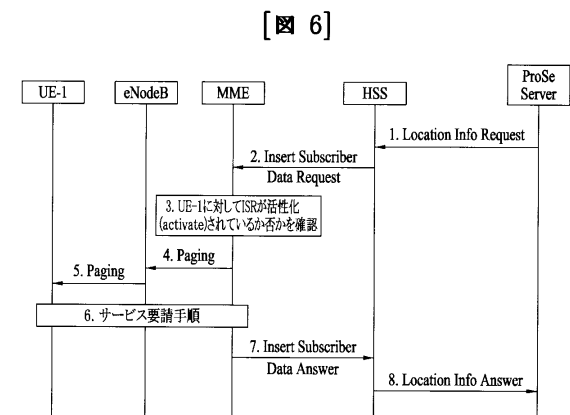 [図 6]
UE-1
eNodeB
MME
HSS
ProSe
Server
1. Location Info Request
2. Insert Subscriber
Data Request
3. UE-1に対してISRが活性化
(activate)されているか否かを確認
4. Paging
5. Paging
6. サービス要請手順
7. Insert Subscriber
Data Answer
8. Location Info Answer